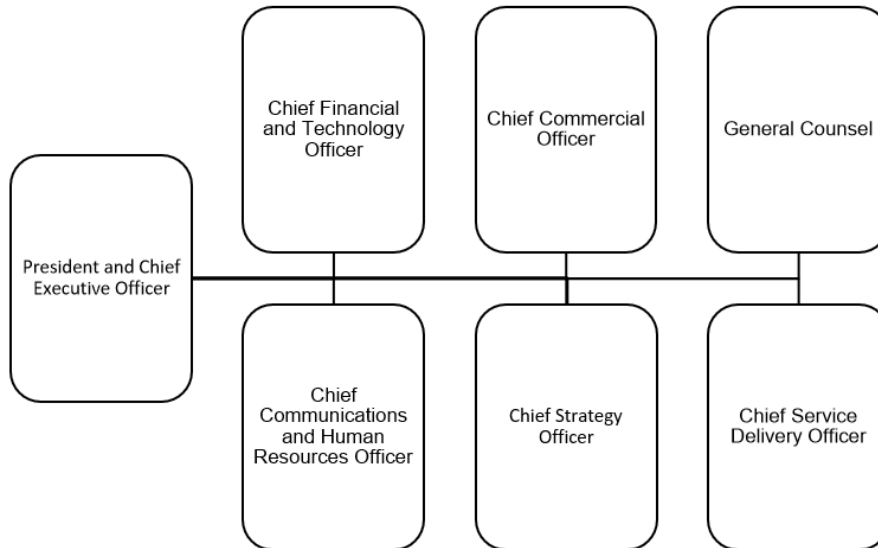 President and Chief
Executive Officer
Chief Financial
and Technology
Officer
Chief Commercial
Officer
General Counsel
Chief
Communications
and Human
Resources Officer
Chief Strategy
Officer
Chief Service
Delivery Officer